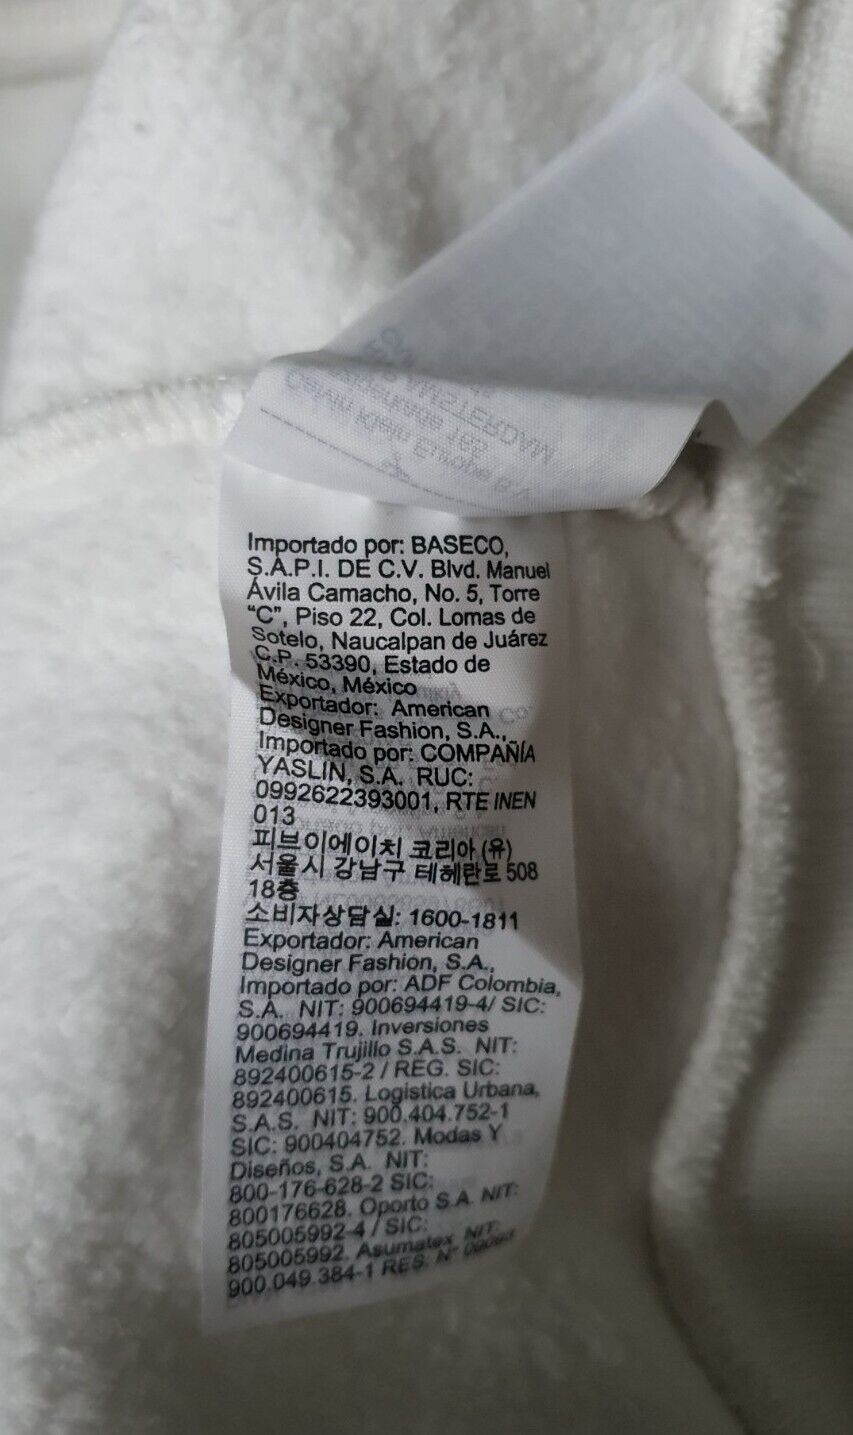 Importado por: BASECO,
S.A.P.I. DE C.V. Blvd. Manuel
Ávila Camacho, No. 5, Torre
“C”, Piso 22, Col. Lomas de
Sotelo, Naucalpan de Juárez
C.P. 53390, Estado de
México, México
Exportador: American
Designer Fashion, S.A.,
Importado por: COMPAÑÍA
YASLIN, S.A. RUC:
0992622393001, RTE INEN
013
피브이에이치 코리아 (유)
서울시 강남구 테헤란로 508
18층
소비자상담실: 1600-1811
Exportador: American
Designer Fashion, S.A.,
Importado por: ADF Colombia,
S.A. NIT: 900694419-4/ SIC:
900694419. Inversiones
Medina Trujillo S.A.S. NIT:
892400615-2 / REG. SIC:
892400615. Logistica Urbana,
S.A.S. NIT: 900.404.752-1
SIC: 900404752. Modas Y
Diseños, S.A. NIT:
800-176-628-2 SIC:
800176628. Oporto S.A. NIT:
805005992-4 / SIC:
805005992. Asumatex NIT:
900.049.384-1 RES: N°